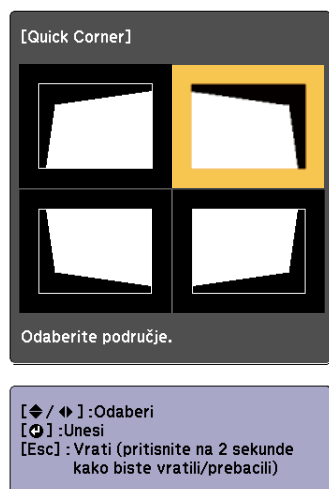 [Quick Corner]
Odaberite područje.
[ / ] :Odaberi
[ ] :Unesi
[Esc] : Vrati (pritisnite na 2 sekunde
kako biste vratili/prebacili)